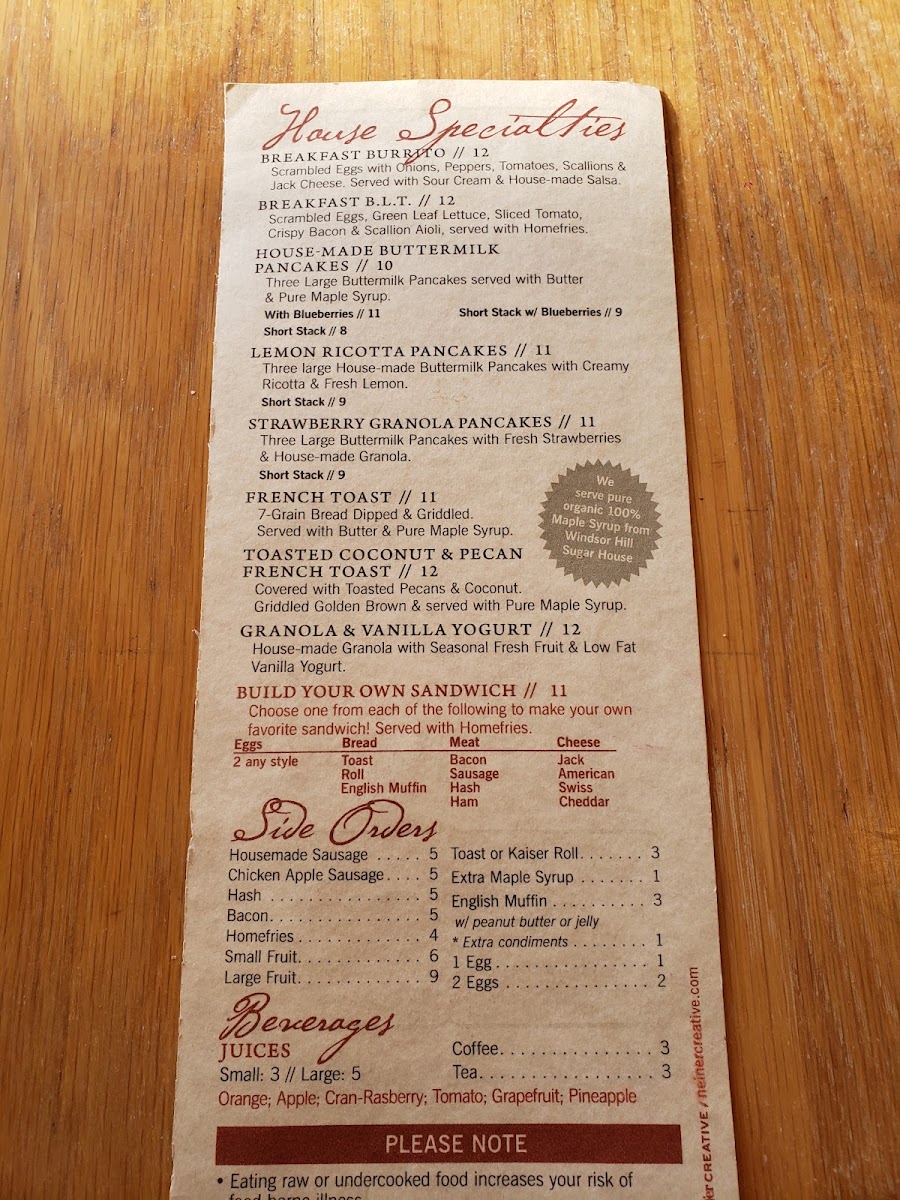 House Specialties
BREAKFAST BURRITO // 12
Scrambled Eggs with Onions, Peppers, Tomatoes, Scallions &
Jack Cheese. Served with Sour Cream & House-made Salsa.
BREAKFAST B.L.T. // 12
Scrambled Eggs, Green Leaf Lettuce, Sliced Tomato,
Crispy Bacon & Scallion Aioli, served with Homefries.
HOUSE-MADE BUTTERMILK
PANCAKES // 10
Three Large Buttermilk Pancakes served with Butter
& Pure Maple Syrup.
With Blueberries // 11 Short Stack w/ Blueberries // 9
Short Stack // 8
LEMON RICOTTA PANCAKES // 11
Three large House-made Buttermilk Pancakes with Creamy
Ricotta & Fresh Lemon.
Short Stack // 9
STRAWBERRY GRANOLA PANCAKES // 11
Three Large Buttermilk Pancakes with Fresh Strawberries
& House-made Granola.
Short Stack // 9
We
serve pure
organic 100%
Maple Syrup from
Windsor Hill
Sugar House
FRENCH TOAST // 11
7-Grain Bread Dipped & Griddled.
Served with Butter & Pure Maple Syrup.
TOASTED COCONUT & PECAN
FRENCH TOAST // 12
Covered with Toasted Pecans & Coconut.
Griddled Golden Brown & served with Pure Maple Syrup.
GRANOLA & VANILLA YOGURT // 12
House-made Granola with Seasonal Fresh Fruit & Low Fat
Vanilla Yogurt.
BUILD YOUR OWN SANDWICH // 11
Choose one from each of the following to make your own
favorite sandwich! Served with Homefries.
Eggs Bread Meat Cheese
2 any style Toast Bacon Jack
Roll Sausage American
English Muffin Hash Swiss
Ham Cheddar
Side Orders
Housemade Sausage ..... 5
Chicken Apple Sausage.... 5
Hash ................ 5
Bacon................ 5
Homefries............. 4
Small Fruit............. 6
Large Fruit............. 9
Toast or Kaiser Roll....... 3
Extra Maple Syrup ....... 1
English Muffin .......... 3
w/ peanut butter or jelly
* Extra condiments ........ 1
1 Egg................ 1
2 Eggs ............... 2
Beverages
JUICES
Small: 3 // Large: 5
Coffee............... 3
Tea.................. 3
Orange; Apple; Cran-Rasberry; Tomato; Grapefruit; Pineapple
PLEASE NOTE
• Eating raw or undercooked food increases your risk of
food borne illness
CREATIVE / neinercreative.com